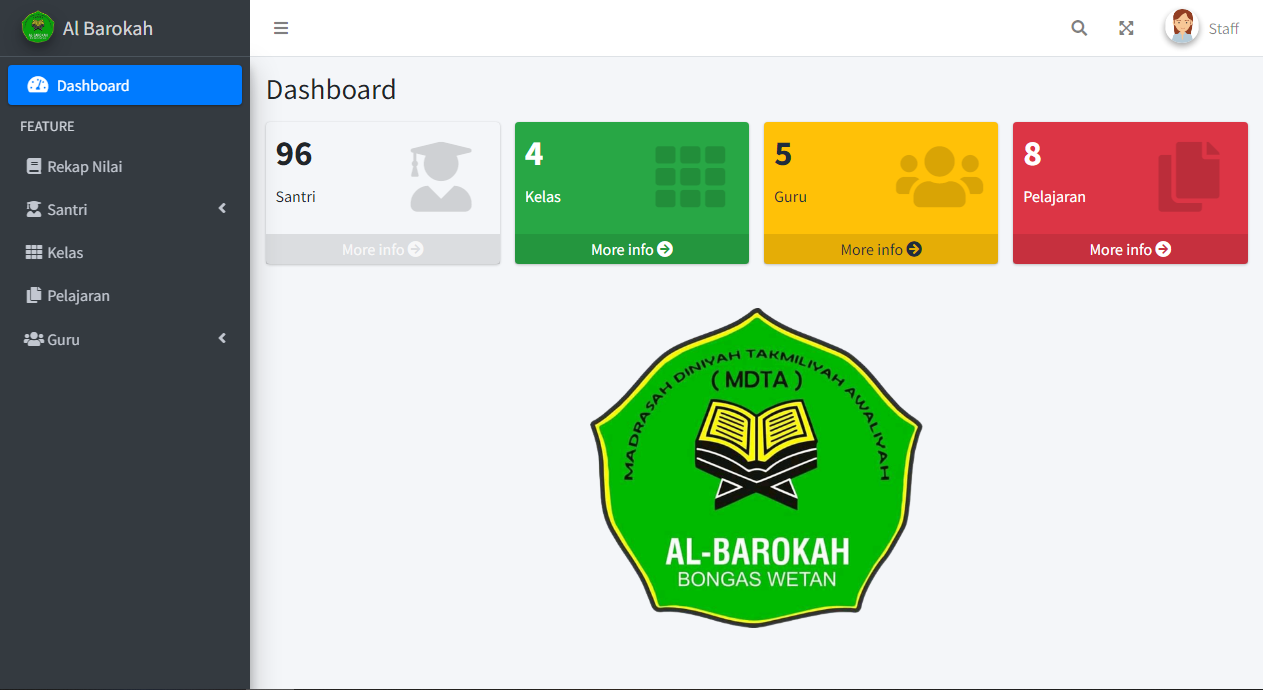 Al Barokah
Staff
Dashboard
FEATURE
Rekap Nilai
Santri
Kelas
Pelajaran
Guru
Dashboard
96
Santri
More info
4
Kelas
More info
5
Guru
More info
8
Pelajaran
More info
MADRASAH DINIYAH TAKMILIYAH AWALIYAH
( MDTA )
AL-BAROKAH
BONGAS WETAN